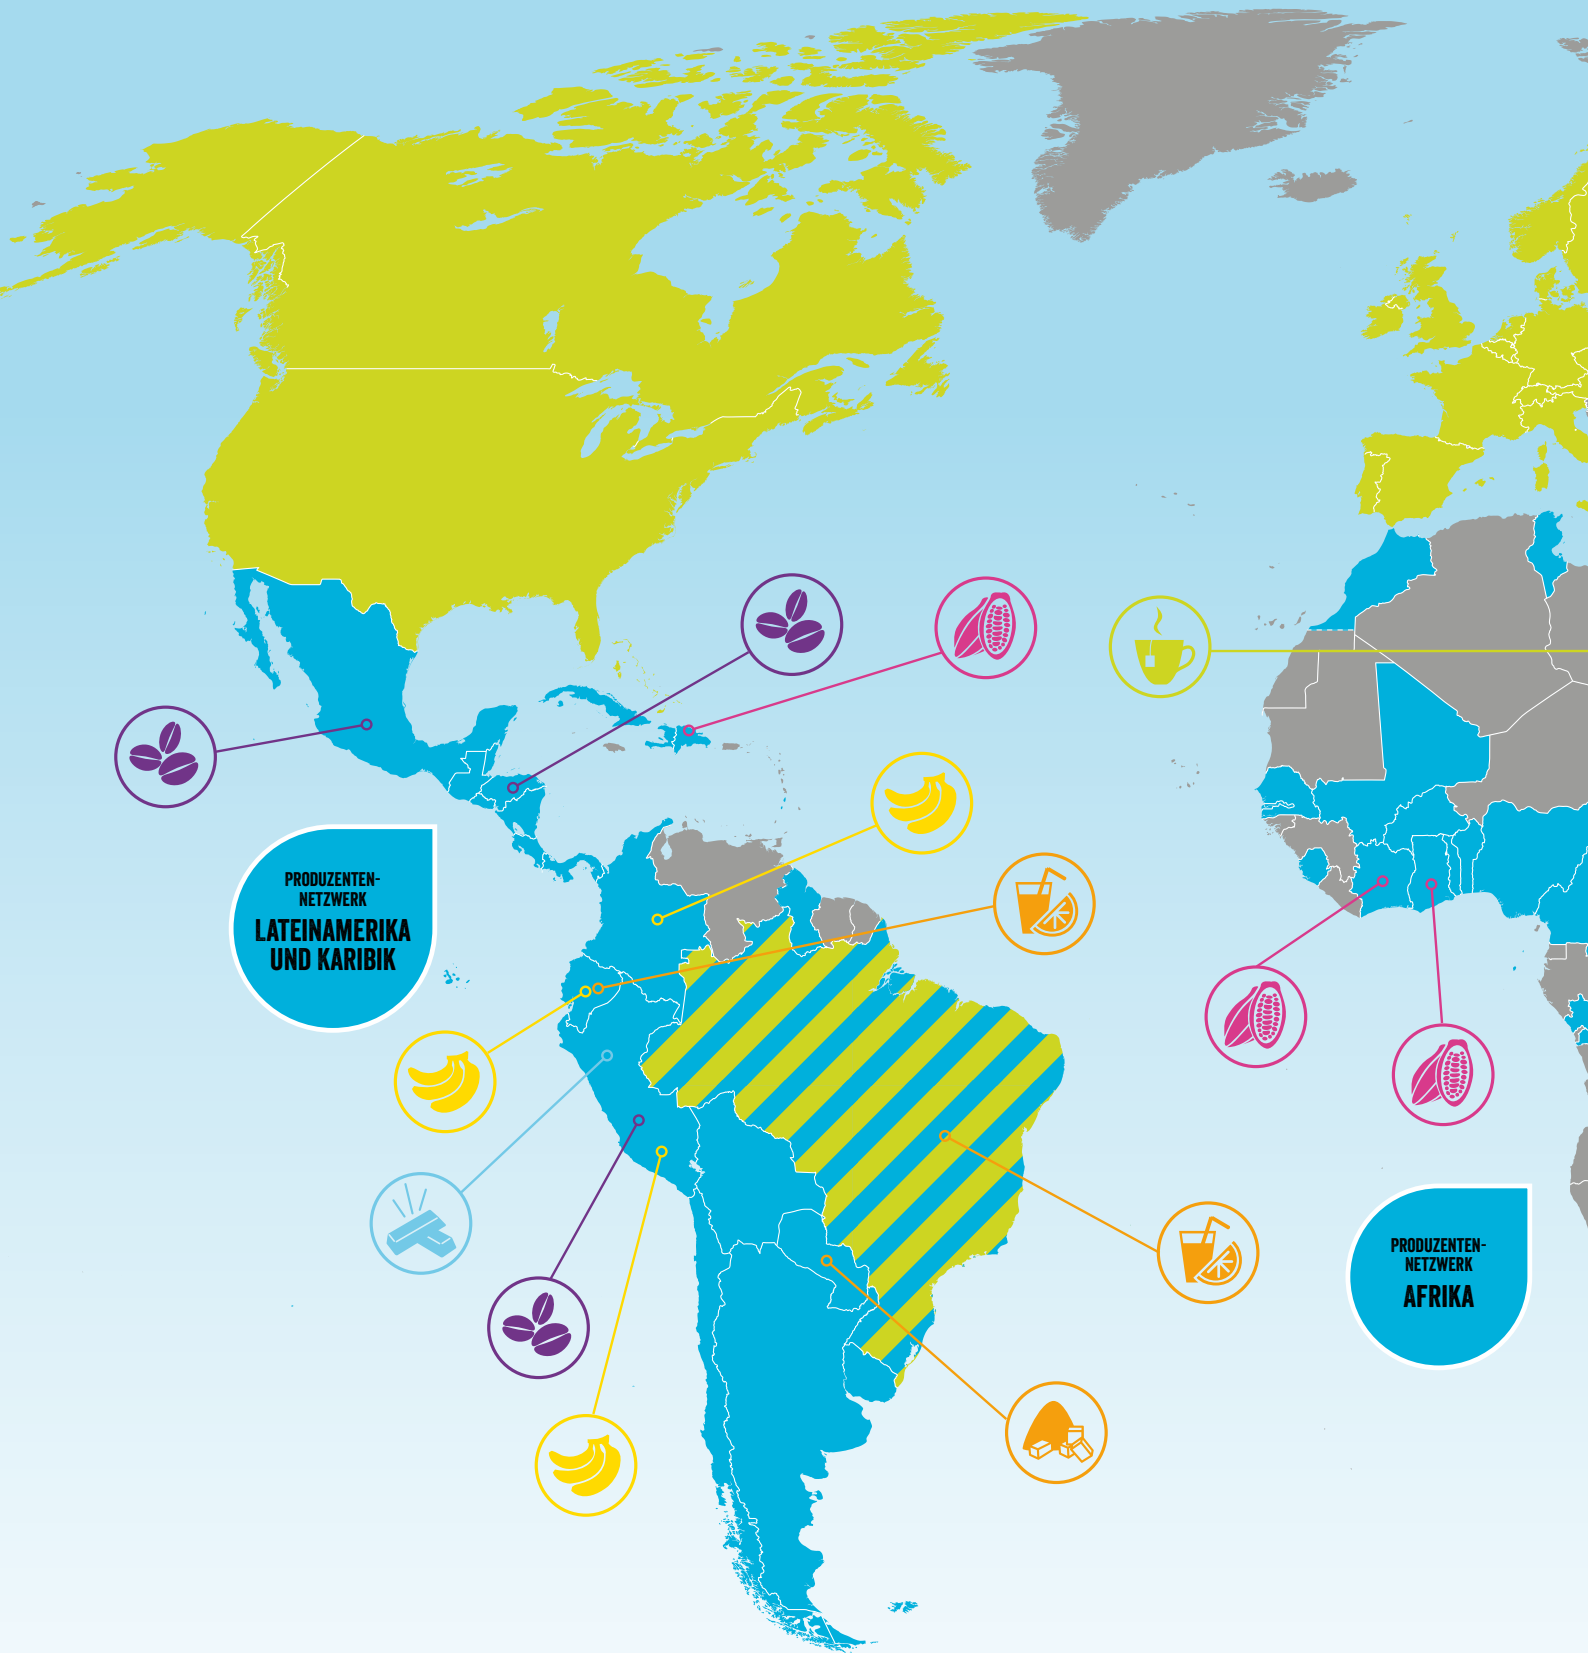 PRODUZENTEN-
NETZWERK
LATEINAMERIKA
UND KARIBIK
PRODUZENTEN-
NETZWERK
AFRIKA